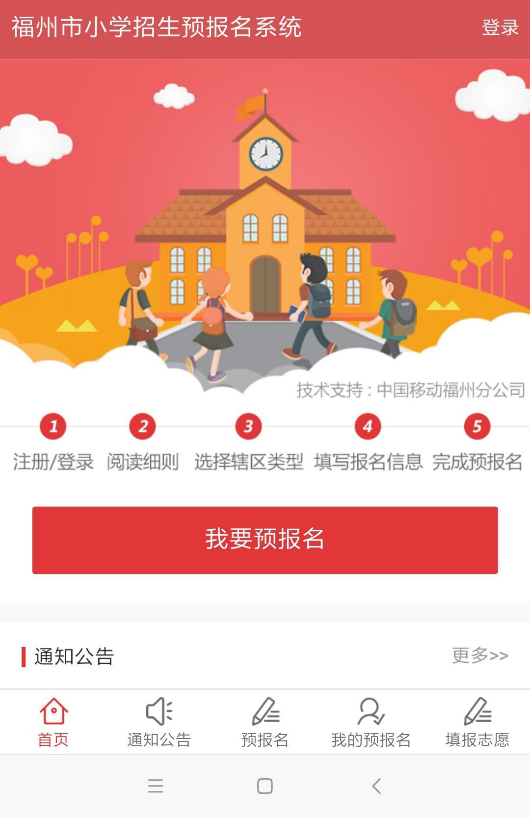 福州市小学招生预报名系统 登录
技术支持：中国移动福州分公司
1 2 3 4 5
注册/登录 阅读细则 选择辖区类型 填写报名信息 完成预报名
我要预报名
通知公告 更多>>
首页 通知公告 预报名 我的预报名 填报志愿